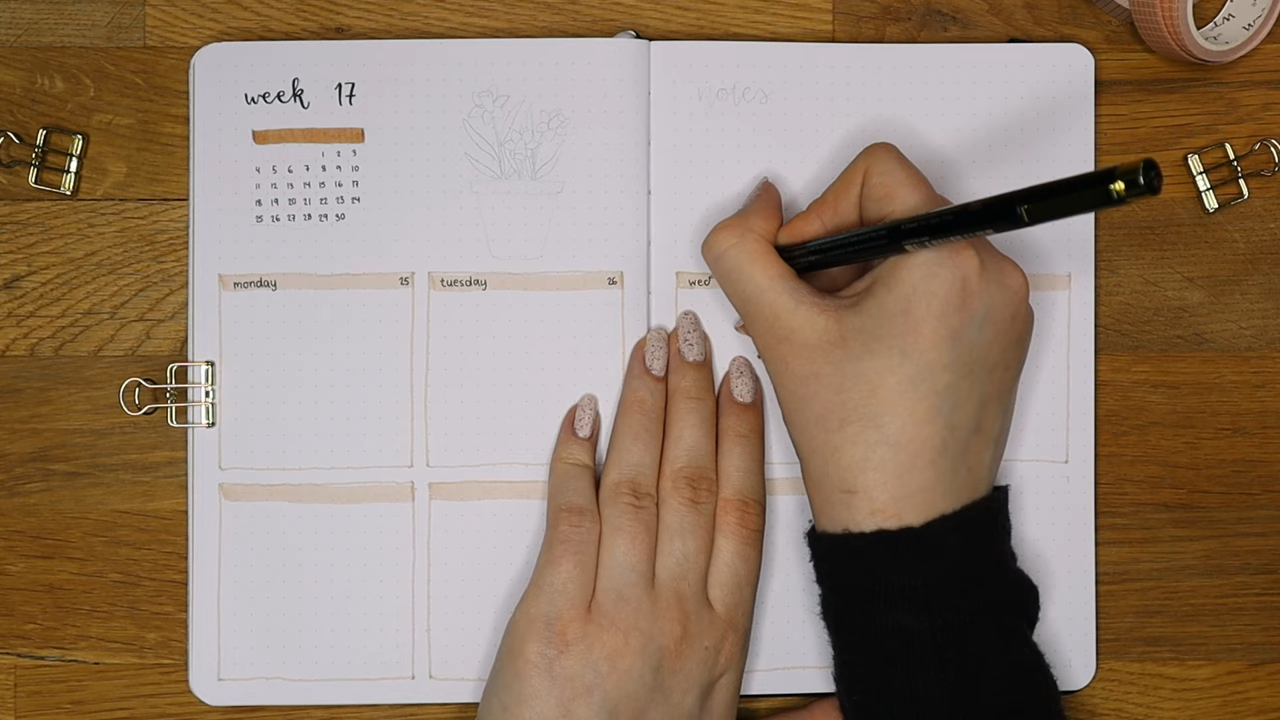 week 17
notes
1 2 3
4 5 6 7 8 9 10
11 12 13 14 15 16 17
18 19 20 21 22 23 24
25 26 27 28 29 30
monday 25
tuesday 26
wed